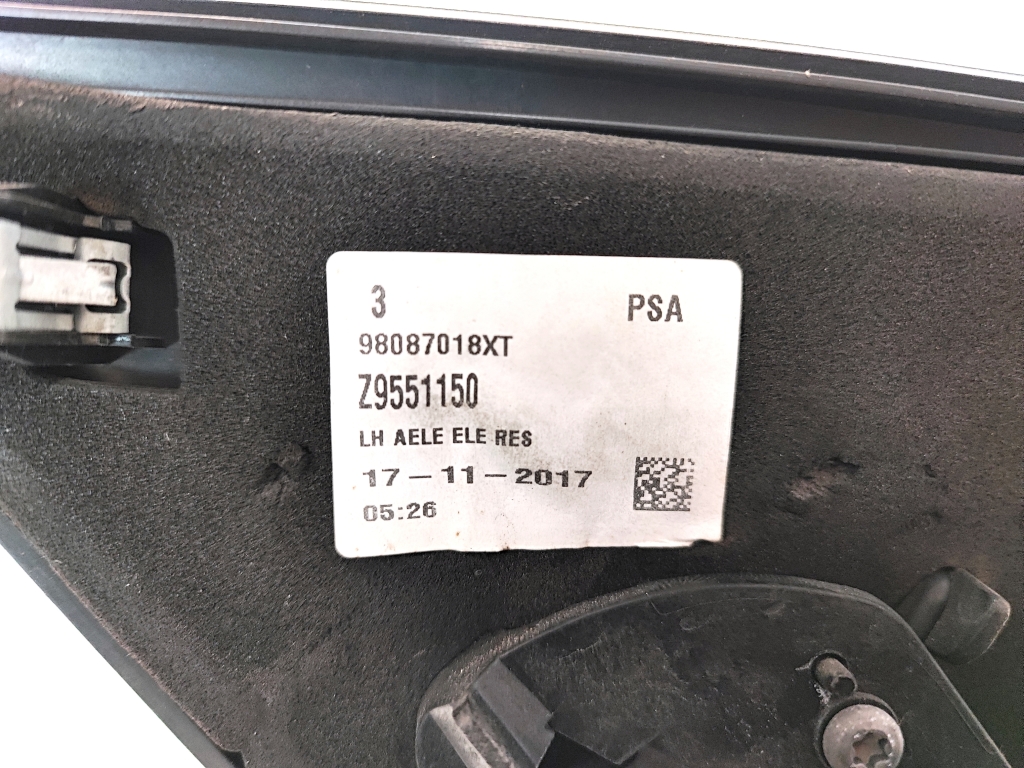 3 PSA
98087018XT
Z9551150
LH AELE ELE RES
17-11-2017
05:26